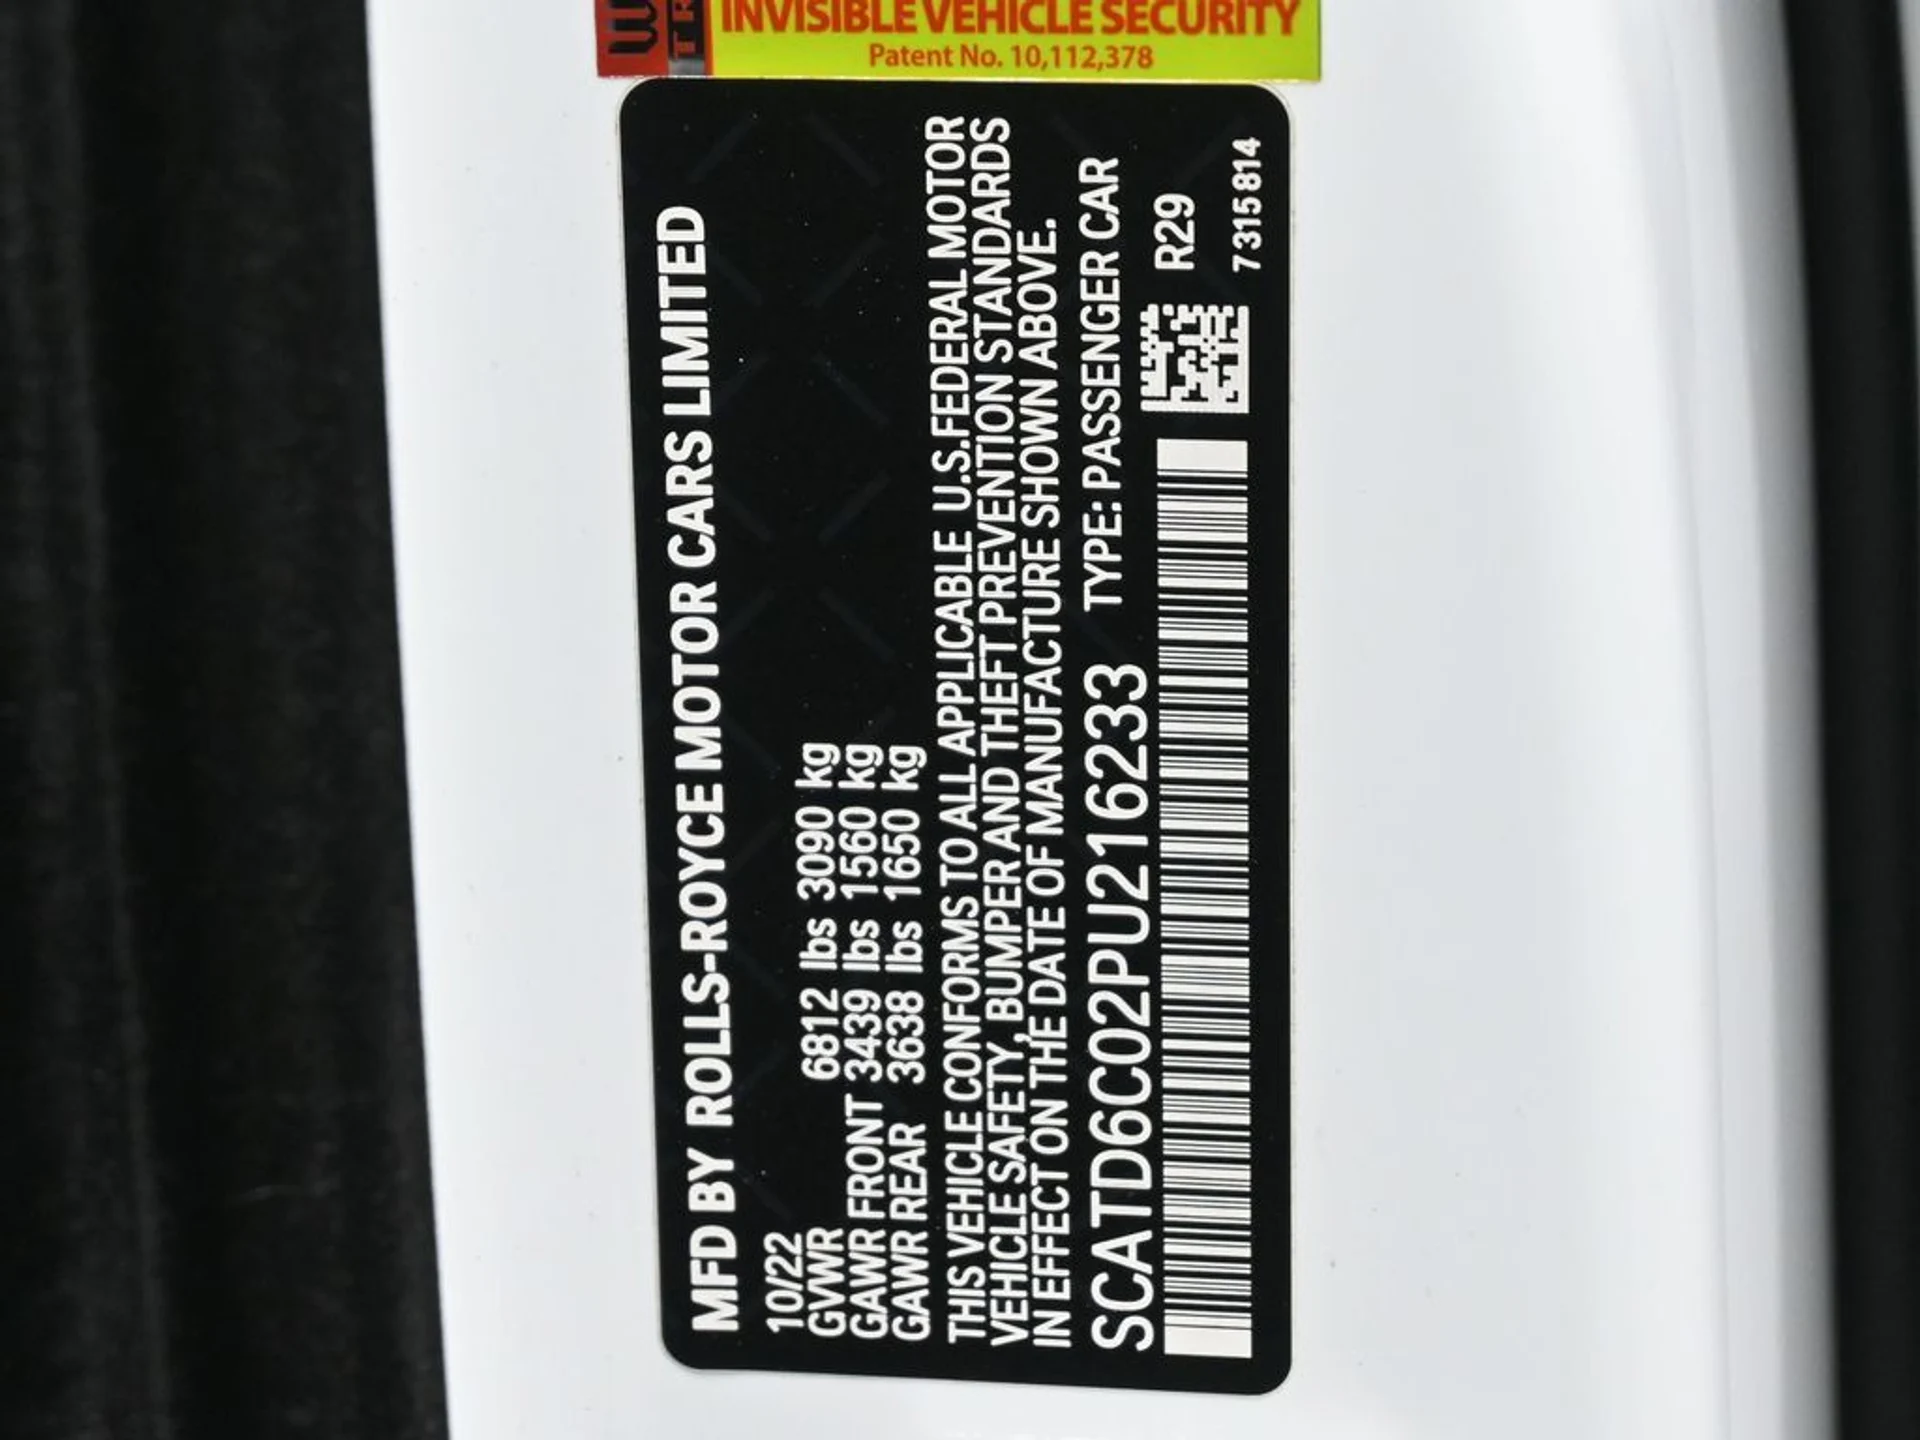 INVISIBLE VEHICLE SECURITY
Patent No. 10,112,378
MFD BY ROLLS-ROYCE MOTOR CARS LIMITED
10/22
GVWR 6812 lbs 3090 kg
GAWR FRONT 3439 lbs 1560 kg
GAWR REAR 3638 lbs 1650 kg
THIS VEHICLE CONFORMS TO ALL APPLICABLE U.S.FEDERAL MOTOR
VEHICLE SAFETY, BUMPER AND THEFT PREVENTION STANDARDS
IN EFFECT ON THE DATE OF MANUFACTURE SHOWN ABOVE.
SCATD6C02PU216233 TYPE: PASSENGER CAR
R29
7315814